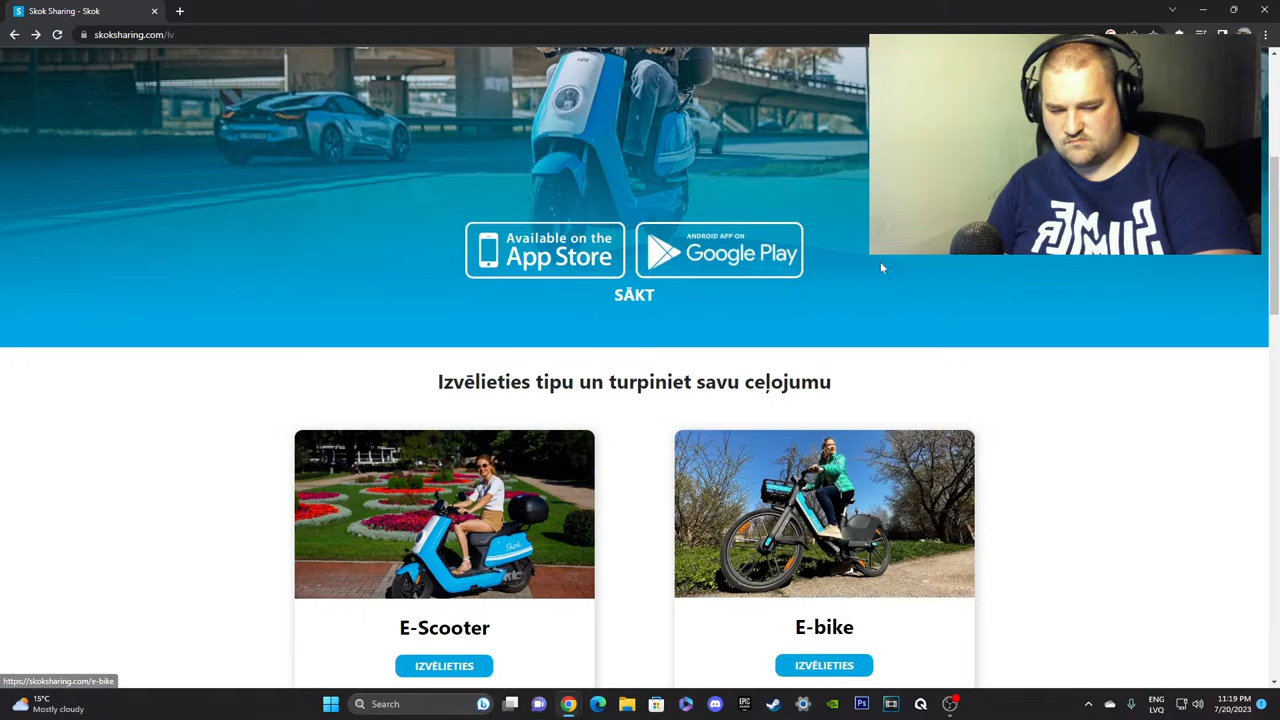 Skok Sharing - Skok
skoksharing.com/lv
Available on the
App Store
ANDROID APP ON
Google Play
SĀKT
SUMMER
Izvēlieties tipu un turpiniet savu ceļojumu
Skok
E-Scooter
E-bike
IZVĒLIETIES
IZVĒLIETIES
https://skoksharing.com/e-bike
15°C
Mostly cloudy
Search
ENG
LVQ
11:19 PM
7/20/2023